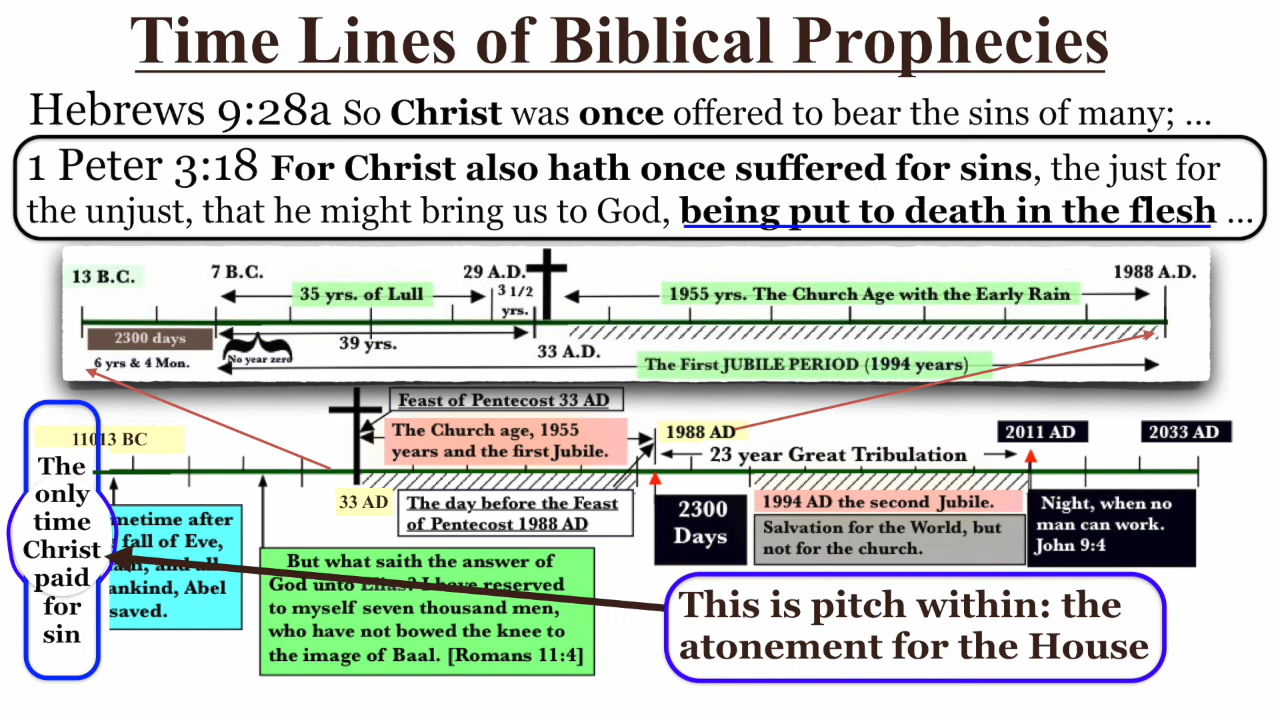 Time Lines of Biblical Prophecies
Hebrews 9:28a So Christ was once offered to bear the sins of many; ...
1 Peter 3:18 For Christ also hath once suffered for sins, the just for
the unjust, that he might bring us to God, being put to death in the flesh ...
13 B.C.
7 B.C.
29 A.D.
1988 A.D.
35 yrs. of Lull
3 1/2
yrs.
1955 yrs. The Church Age with the Early Rain
2300 days
6 yrs & 4 Mon.
No year zero
39 yrs.
33 A.D.
The First JUBILE PERIOD (1994 years)
Feast of Pentecost 33 AD
11013 BC
The Church age, 1955
years and the first Jubile.
1988 AD
2011 AD
2033 AD
23 year Great Tribulation
The
only
time
Christ
paid
for
sin
33 AD
The day before the Feast
of Pentecost 1988 AD
2300
Days
1994 AD the second Jubile.
Salvation for the World, but
not for the church.
Night, when no
man can work.
John 9:4
metime after
fall of Eve,
and all
ankind, Abel
saved.
But what saith the answer of
God unto Elias? I have reserved
to myself seven thousand men,
who have not bowed the knee to
the image of Baal. [Romans 11:4]
This is pitch within: the
atonement for the House